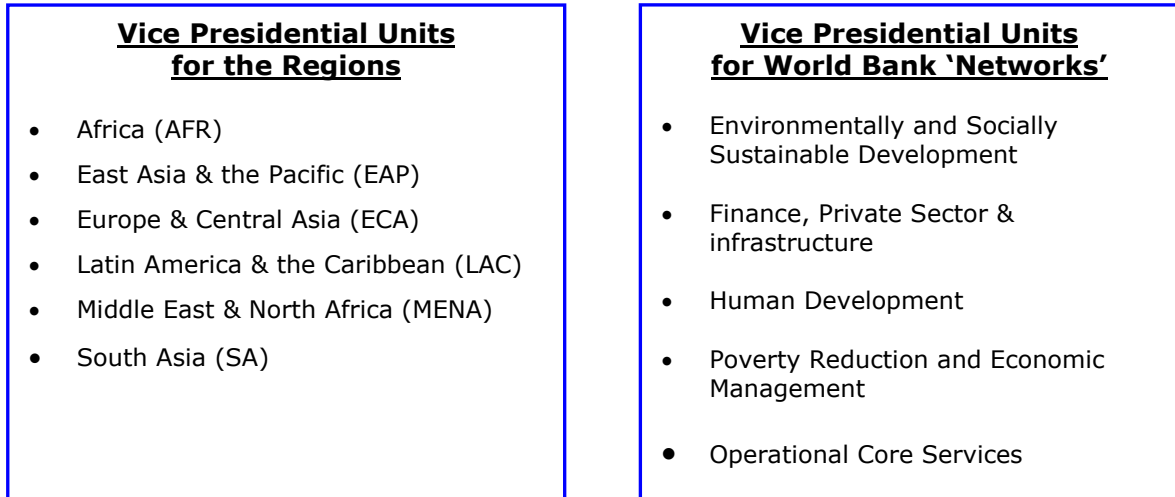 Vice Presidential Units
for the Regions
• Africa (AFR)
• East Asia & the Pacific (EAP)
• Europe & Central Asia (ECA)
• Latin America & the Caribbean (LAC)
• Middle East & North Africa (MENA)
• South Asia (SA)
Vice Presidential Units
for World Bank ‘Networks’
• Environmentally and Socially
Sustainable Development
• Finance, Private Sector &
infrastructure
• Human Development
• Poverty Reduction and Economic
Management
• Operational Core Services